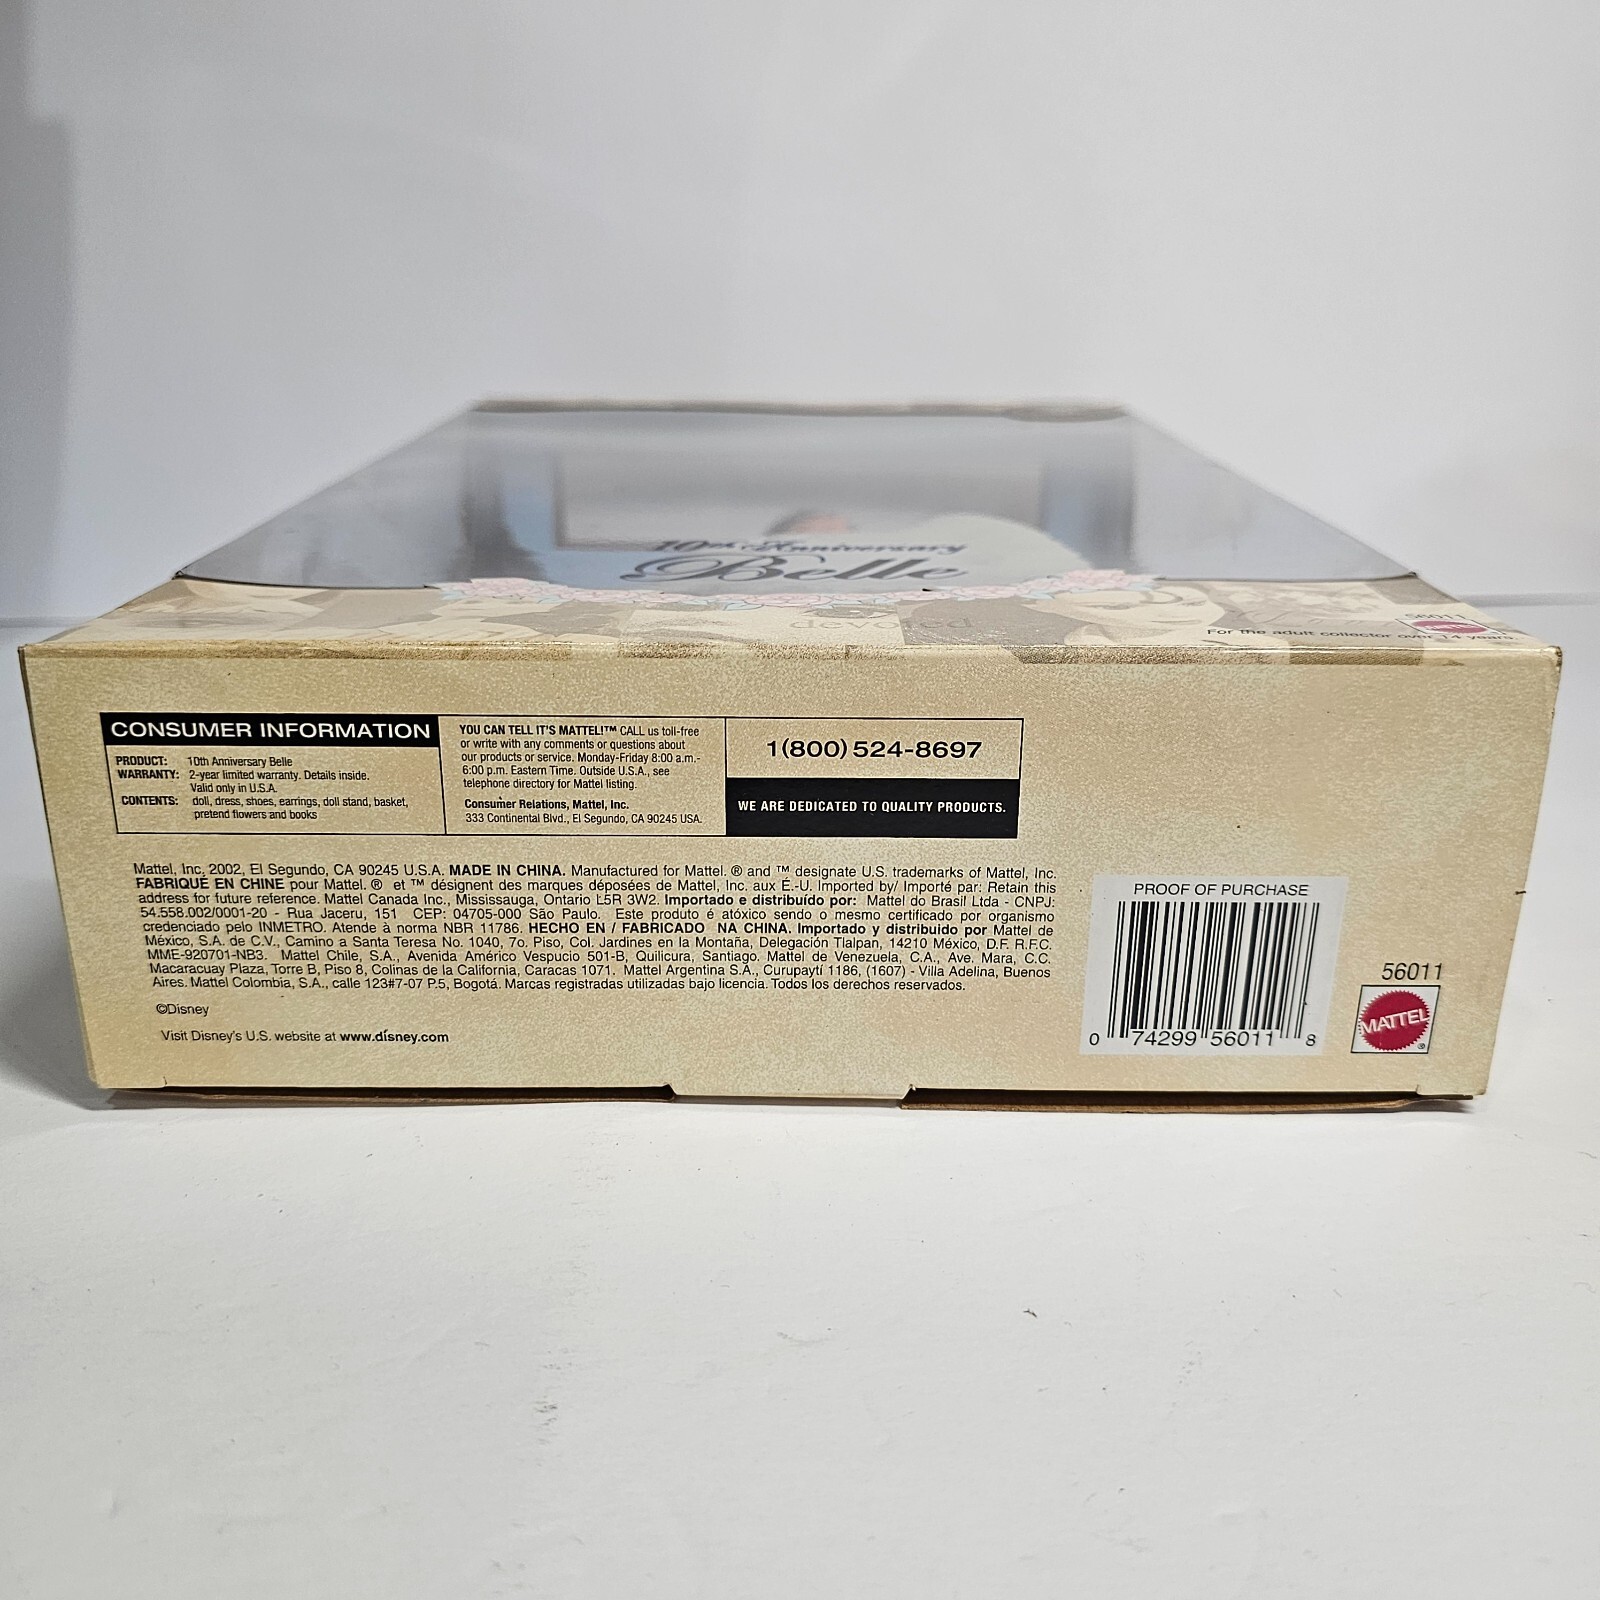 10th Anniversary
Belle
devoted
56011
For the adult collector over 14 years
CONSUMER INFORMATION
PRODUCT: 10th Anniversary Belle
WARRANTY: 2-year limited warranty. Details inside.
Valid only in U.S.A.
CONTENTS: doll, dress, shoes, earrings, doll stand, basket,
pretend flowers and books
YOU CAN TELL IT'S MATTEL!™ CALL us toll-free
or write with any comments or questions about
our products or service. Monday-Friday 8:00 a.m.-
6:00 p.m. Eastern Time. Outside U.S.A., see
telephone directory for Mattel listing.
Consumer Relations, Mattel, Inc.
333 Continental Blvd., El Segundo, CA 90245 USA.
1(800) 524-8697
WE ARE DEDICATED TO QUALITY PRODUCTS.
Mattel, Inc. 2002, El Segundo, CA 90245 U.S.A. MADE IN CHINA. Manufactured for Mattel. ® and ™ designate U.S. trademarks of Mattel, Inc.
FABRIQUÉ EN CHINE pour Mattel. ® et ™ désignent des marques déposées de Mattel, Inc. aux É.-U. Imported by/ Importé par: Retain this
address for future reference. Mattel Canada Inc., Mississauga, Ontario L5R 3W2. Importado e distribuído por: Mattel do Brasil Ltda - CNPJ:
54.558.002/0001-20 - Rua Jaceru, 151 CEP: 04705-000 São Paulo. Este produto é atóxico sendo o mesmo certificado por organismo
credenciado pelo INMETRO. Atende à norma NBR 11786. HECHO EN / FABRICADO NA CHINA. Importado y distribuido por Mattel de
México, S.A. de C.V., Camino a Santa Teresa No. 1040, 7o. Piso, Col. Jardines en la Montaña, Delegación Tlalpan, 14210 México, D.F. R.F.C.
MME-920701-NB3. Mattel Chile, S.A., Avenida Américo Vespucio 501-B, Quilicura, Santiago. Mattel de Venezuela, C.A., Ave. Mara, C.C.
Macaracuay Plaza, Torre B, Piso 8, Colinas de la California, Caracas 1071. Mattel Argentina S.A., Curupaytí 1186, (1607) - Villa Adelina, Buenos
Aires. Mattel Colombia, S.A., calle 123#7-07 P.5, Bogotá. Marcas registradas utilizadas bajo licencia. Todos los derechos reservados.
©Disney
Visit Disney's U.S. website at www.disney.com
PROOF OF PURCHASE
0 74299 56011 8
56011
MATTEL®